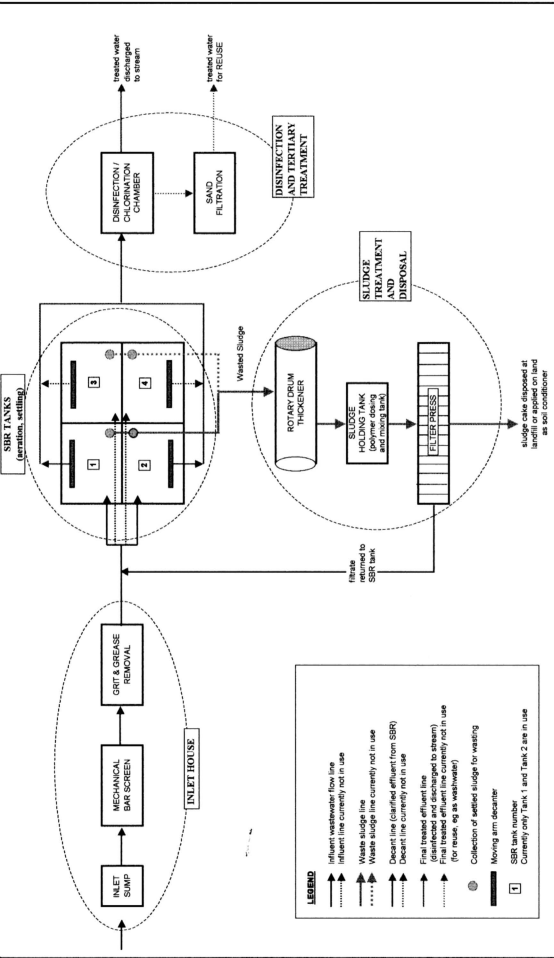 INLET
SUMP
MECHANICAL
BAR SCREEN
GRIT & GREASE
REMOVAL
INLET HOUSE
SBR TANKS
(aeration, settling)
1
3
2
4
Wasted Sludge
DISINFECTION /
CHLORINATION
CHAMBER
SAND
FILTRATION
treated water
discharged
to stream
treated water
for REUSE
DISINFECTION
AND TERTIARY
TREATMENT
SLUDGE
TREATMENT
AND
DISPOSAL
ROTARY DRUM
THICKENER
SLUDGE
HOLDING TANK
(polymer dosing
and mixing tank)
FILTER PRESS
filtrate
returned to
SBR tank
sludge cake disposed at
landfill or applied on land
as soil conditioner
LEGEND
Influent wastewater flow line
Influent line currently not in use
Waste sludge line
Waste sludge line currently not in use
Decant line (clarified effluent from SBR)
Decant line currently not in use
Final treated effluent line
(disinfected and discharged to stream)
Final treated effluent line currently not in use
(for reuse, eg as washwater)
Collection of settled sludge for wasting
Moving arm decanter
1 SBR tank number
Currently only Tank 1 and Tank 2 are in use